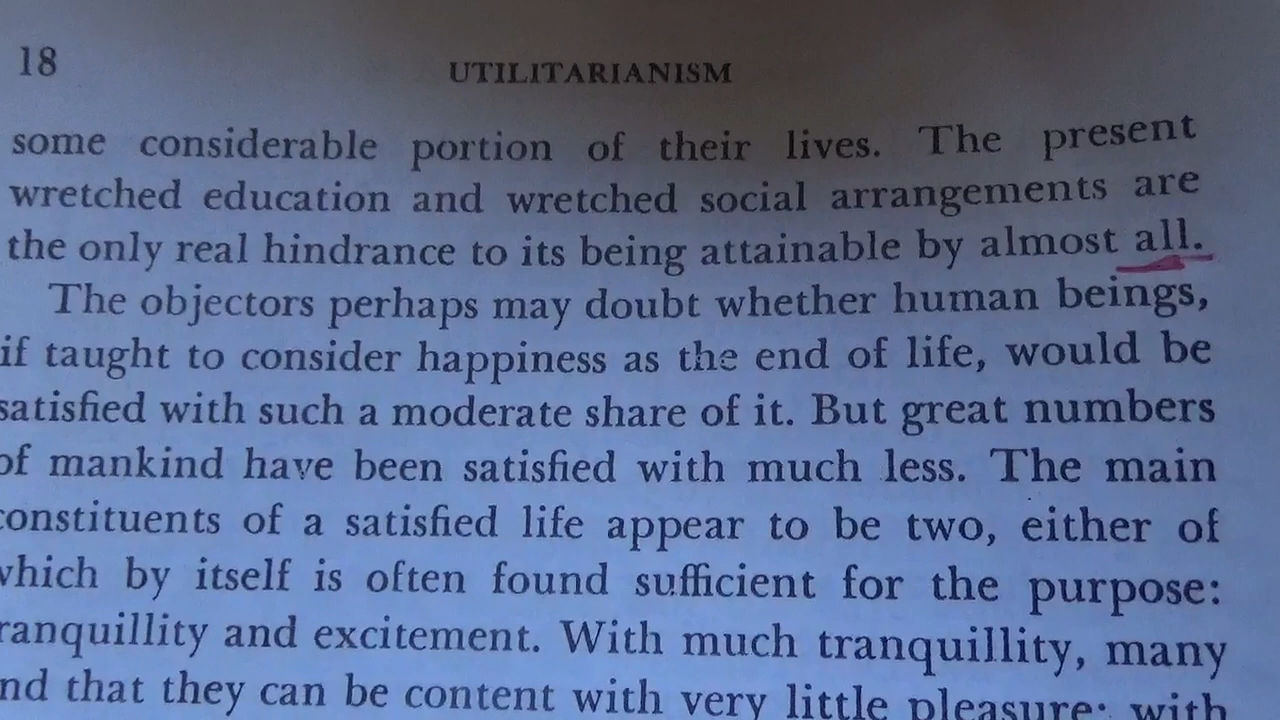 18
UTILITARIANISM
some considerable portion of their lives. The present
wretched education and wretched social arrangements are
the only real hindrance to its being attainable by almost all.
The objectors perhaps may doubt whether human beings,
if taught to consider happiness as the end of life, would be
satisfied with such a moderate share of it. But great numbers
of mankind have been satisfied with much less. The main
constituents of a satisfied life appear to be two, either of
which by itself is often found sufficient for the purpose:
ranquillity and excitement. With much tranquillity, many
nd that they can be content with very little pleasure; with